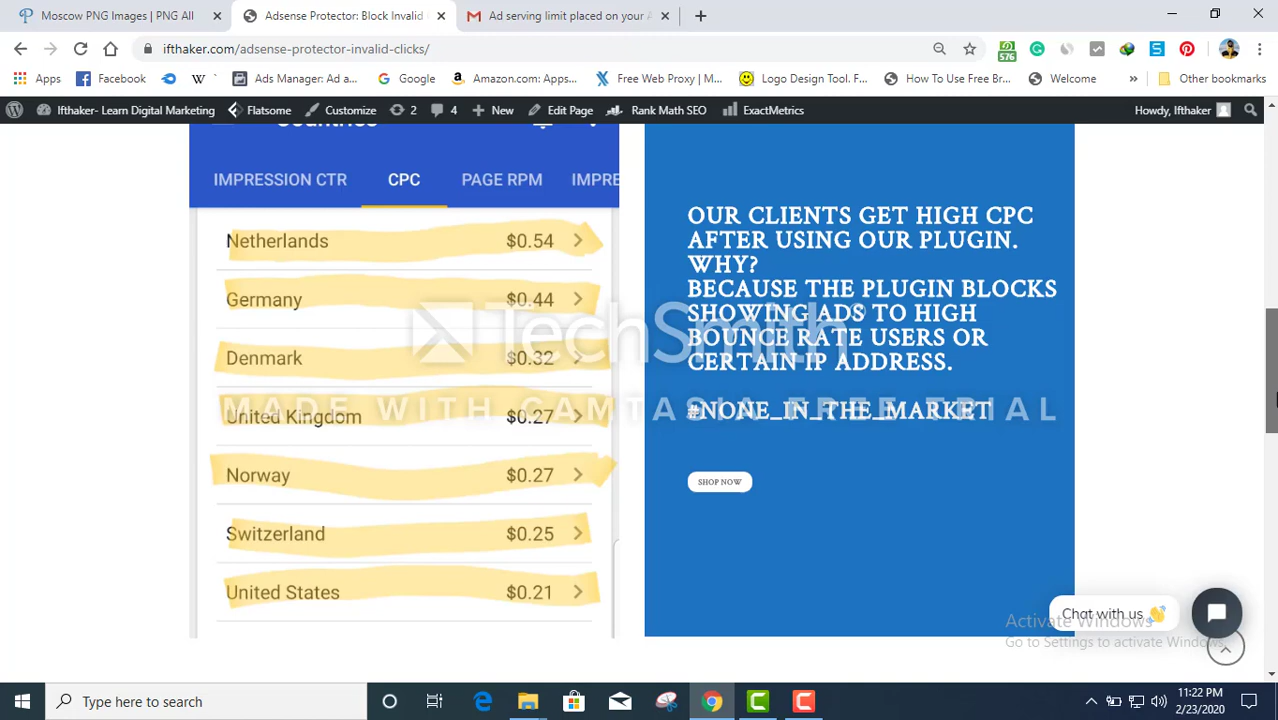 Moscow PNG Images | PNG All
Adsense Protector: Block Invalid
Ad serving limit placed on your
ifthaker.com/adsense-protector-invalid-clicks/
576
Apps
Facebook
W
Ads Manager: Ad a...
Google
Amazon.com: Apps...
Free Web Proxy | M...
Logo Design Tool. F...
How To Use Free Br...
Welcome
Other bookmarks
Ifthaker- Learn Digital Marketing
Flatsome
Customize
2
4
New
Edit Page
Rank Math SEO
ExactMetrics
Howdy, Ifthaker
Countries
IMPRESSION CTR CPC PAGE RPM IMPRE
Netherlands $0.54
Germany $0.44
Denmark $0.32
United Kingdom $0.27
Norway $0.27
Switzerland $0.25
United States $0.21
OUR CLIENTS GET HIGH CPC
AFTER USING OUR PLUGIN.
WHY?
BECAUSE THE PLUGIN BLOCKS
SHOWING ADS TO HIGH
BOUNCE RATE USERS OR
CERTAIN IP ADDRESS.
#NONE_IN_THE_MARKET
SHOP NOW
TechSmith®
MADE WITH CAMTASIA FREE TRIAL
Chat with us 👋
Activate Windows
Go to Settings to activate Windows.
Type here to search
11:22 PM
2/23/2020